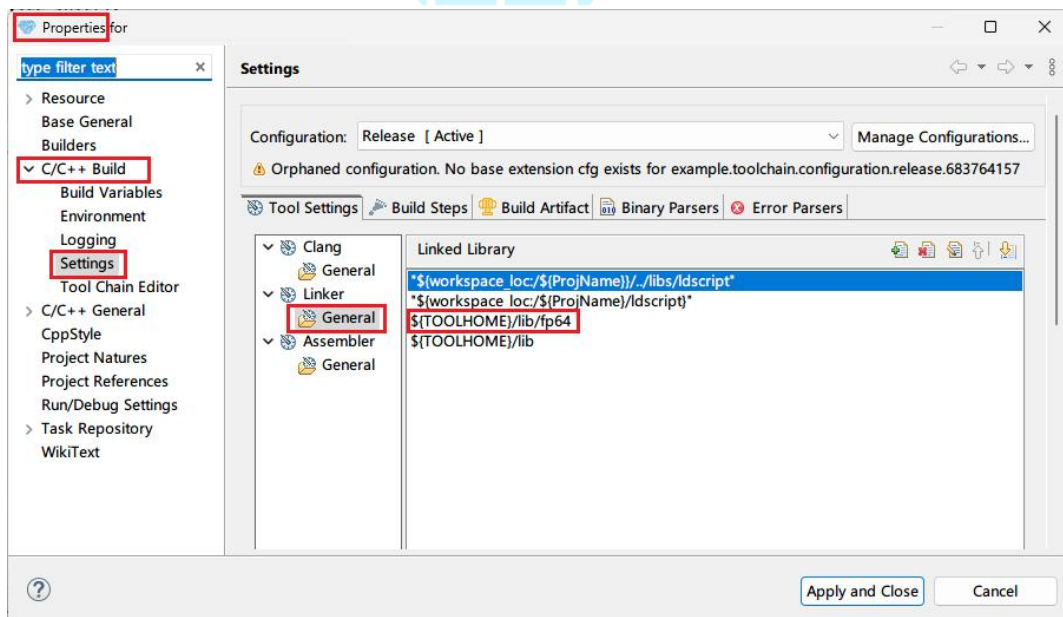 Properties for
type filter text
Settings
Resource
Base General
Builders
C/C++ Build
Build Variables
Environment
Logging
Settings
Tool Chain Editor
C/C++ General
CppStyle
Project Natures
Project References
Run/Debug Settings
Task Repository
WikiText
Configuration: Release [ Active ] Manage Configurations...
Orphaned configuration. No base extension cfg exists for example.toolchain.configuration.release.683764157
Tool Settings Build Steps Build Artifact Binary Parsers Error Parsers
Clang
General
Linker
General
Assembler
General
Linked Library
"${workspace_loc:/${ProjName}}/../libs/ldscript"
"${workspace_loc:/${ProjName}/ldscript}"
${TOOLHOME}/lib/fp64
${TOOLHOME}/lib
Apply and Close Cancel